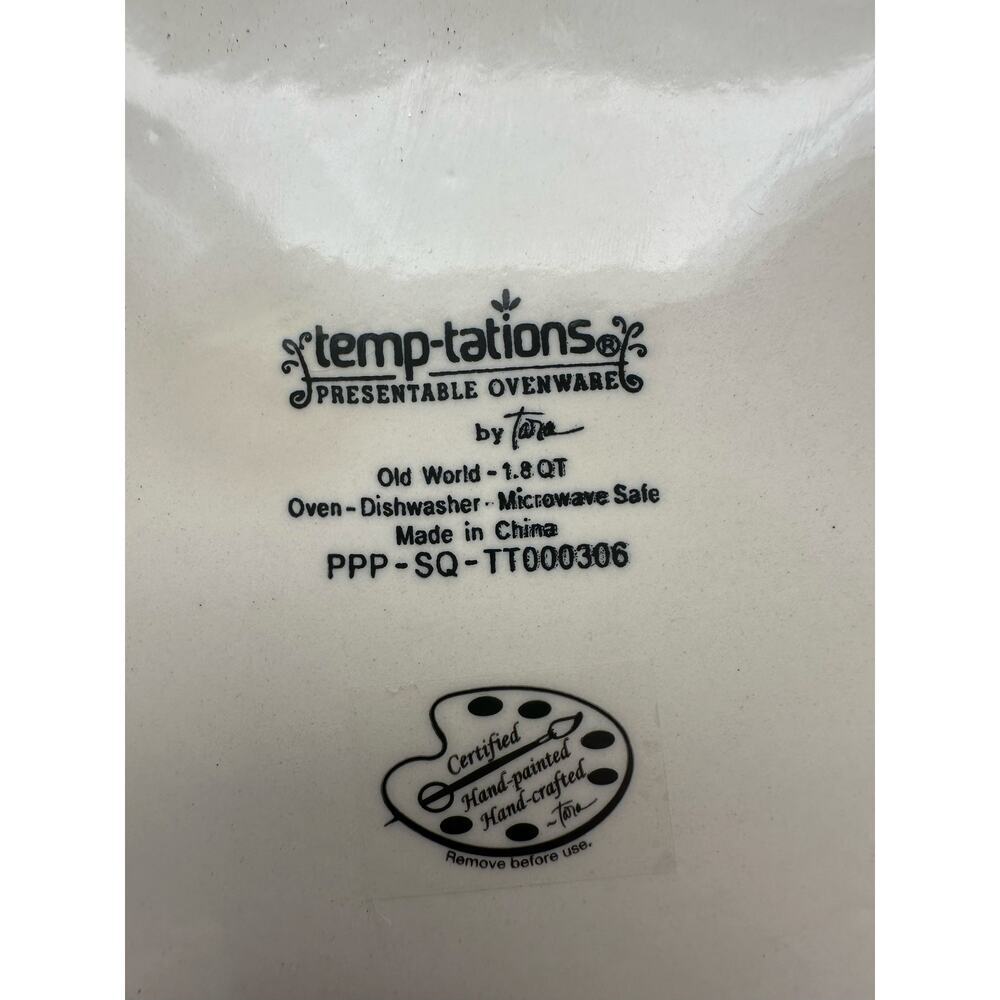 temp-tations®
PRESENTABLE OVENWARE
by Tara
Old World - 1.8 QT
Oven - Dishwasher - Microwave Safe
Made in China
PPP - SQ - TT000306
Certified
Hand-painted
Hand-crafted
~Tara
Remove before use.